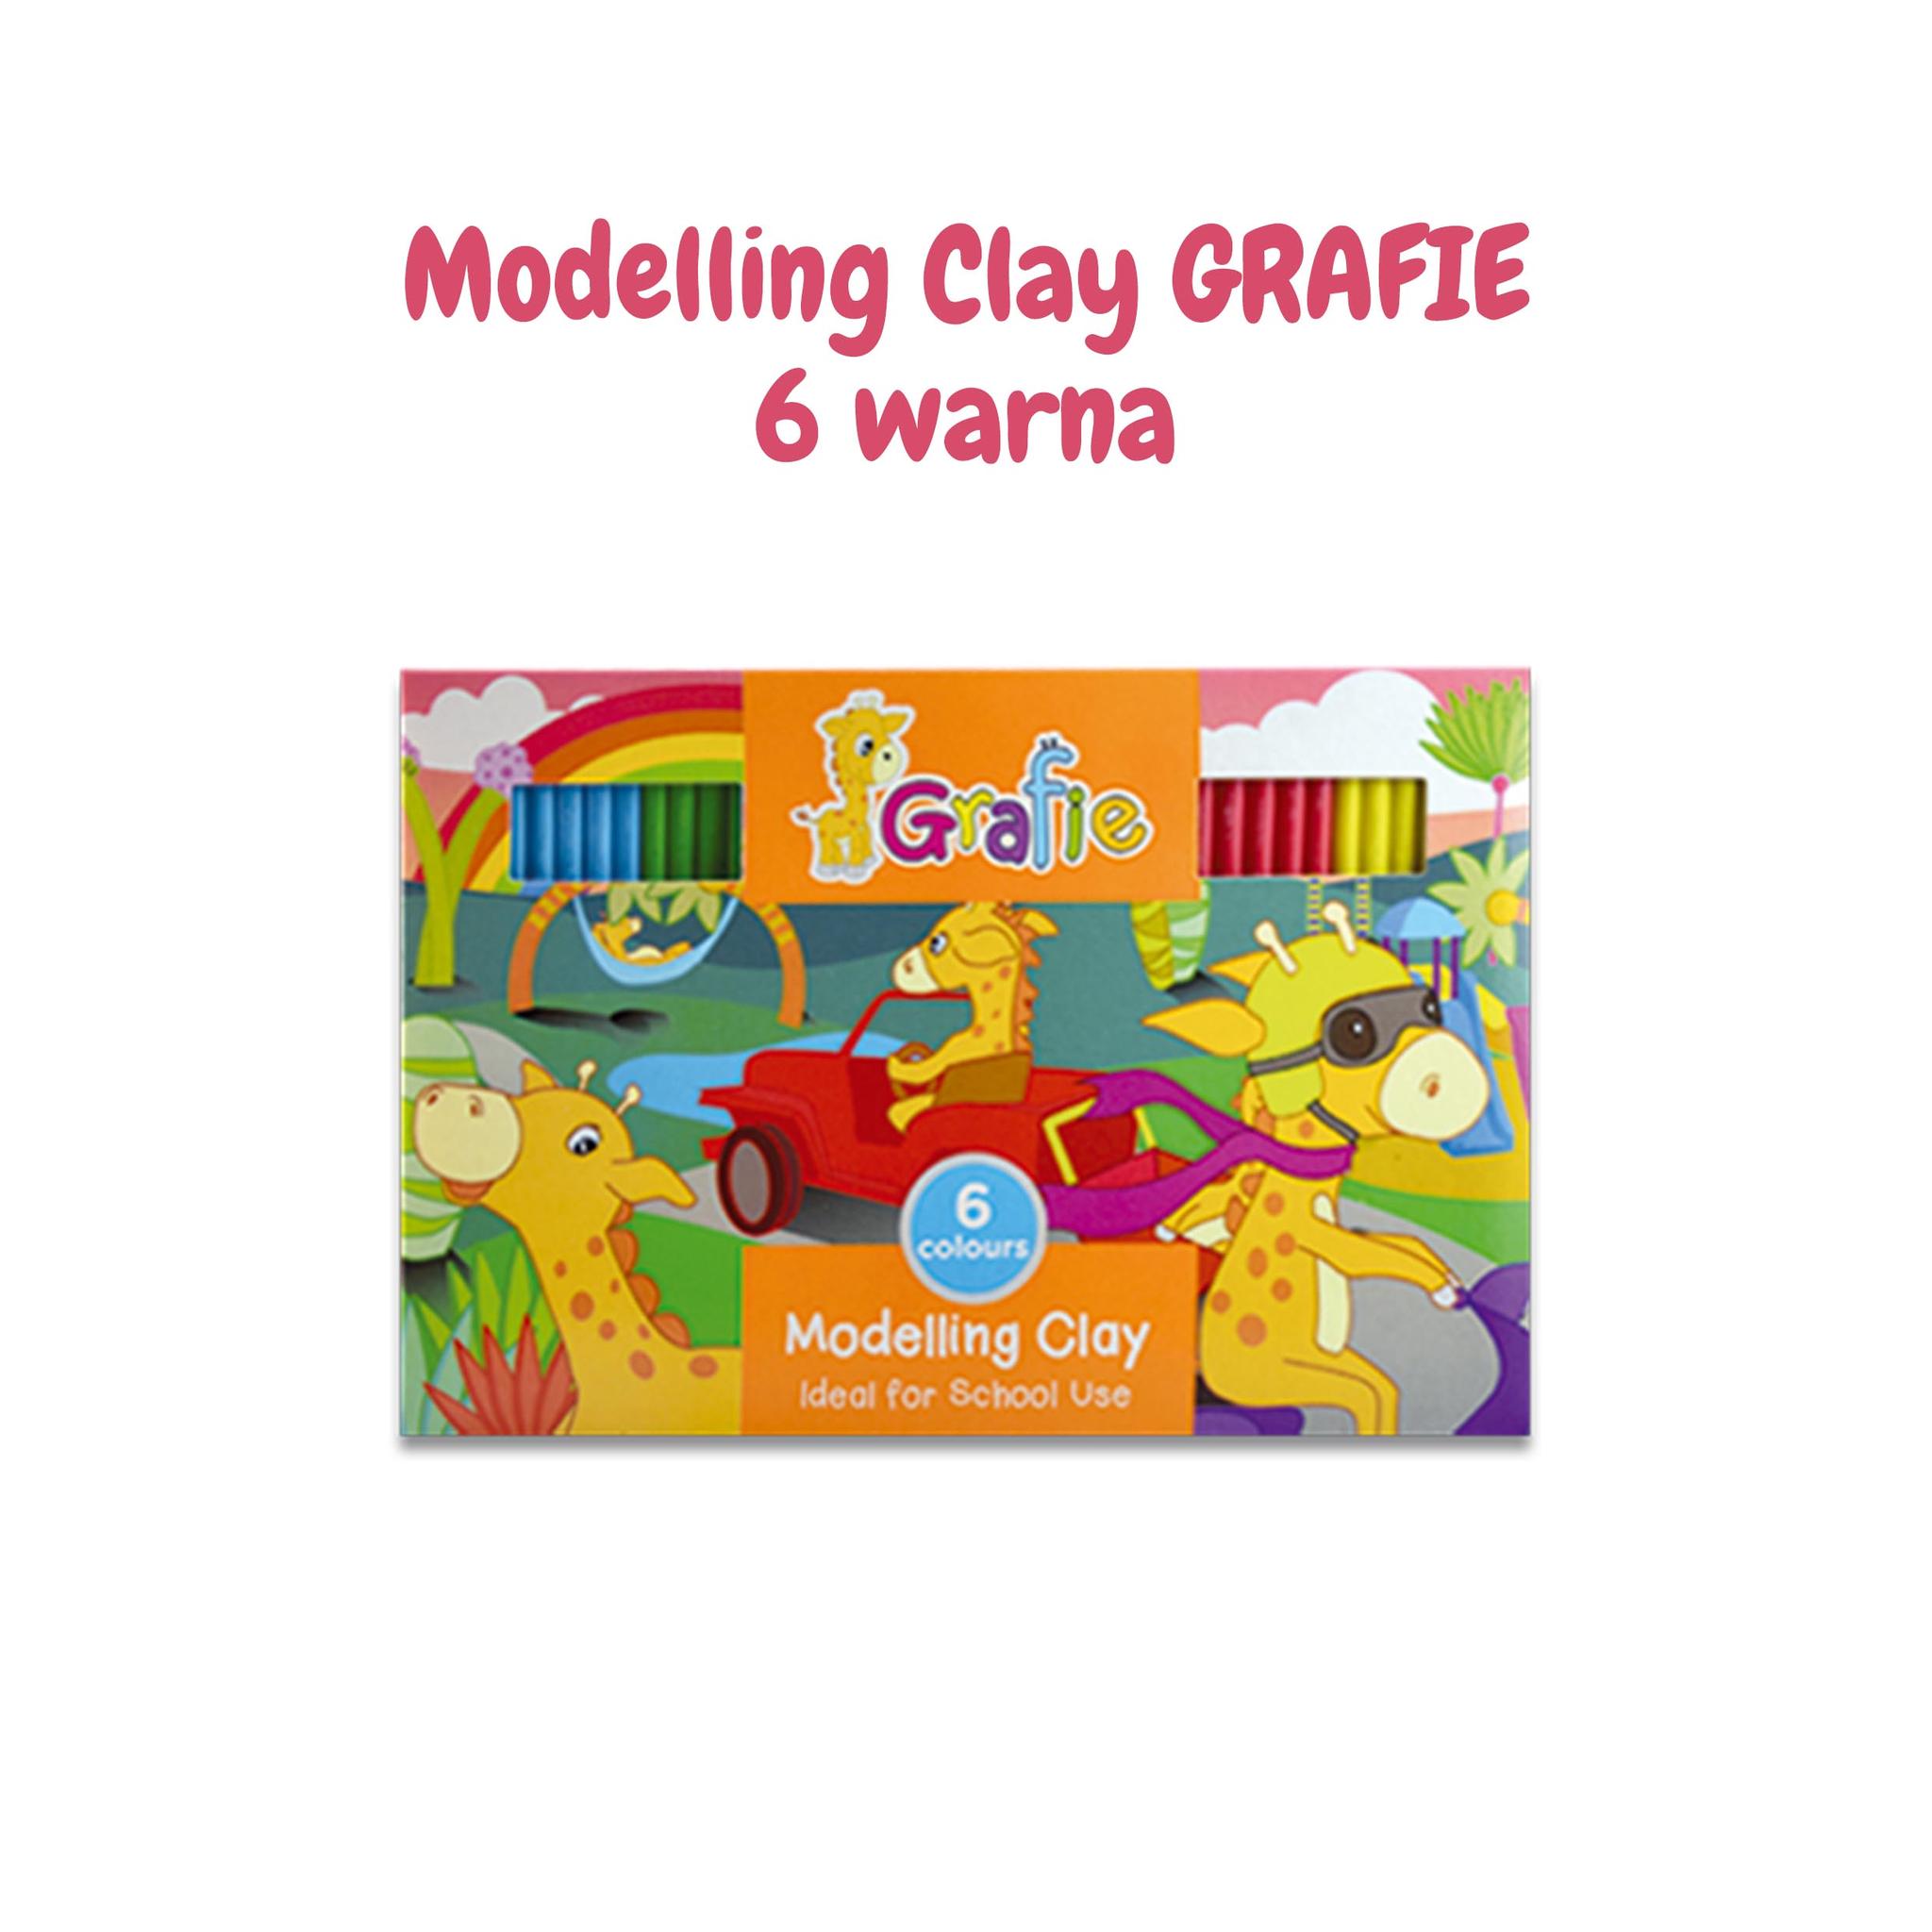 Modelling Clay GRAFIE
6 warna
Grafie
6
colours
Modelling Clay
Ideal for School Use